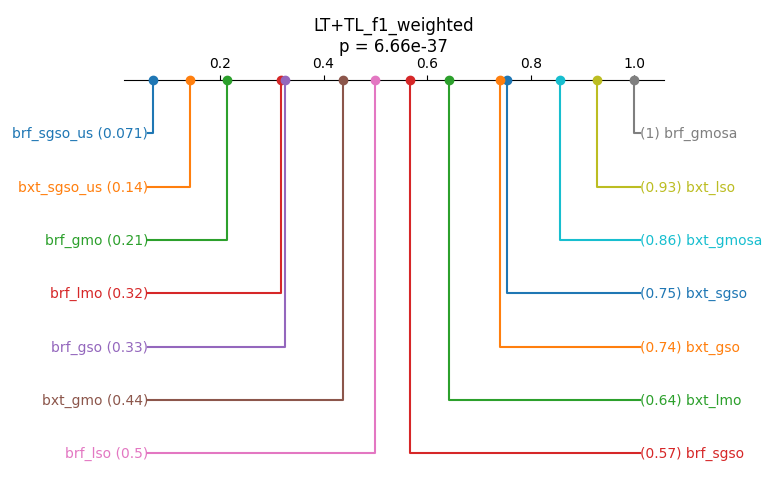 LT+TL_f1_weighted
p = 6.66e-37
0.2 0.4 0.6 0.8 1.0
brf_sgso_us (0.071) (1) brf_gmosa
bxt_sgso_us (0.14) (0.93) bxt_lso
brf_gmo (0.21) (0.86) bxt_gmosa
brf_lmo (0.32) (0.75) bxt_sgso
brf_gso (0.33) (0.74) bxt_gso
bxt_gmo (0.44) (0.64) bxt_lmo
brf_lso (0.5) (0.57) brf_sgso